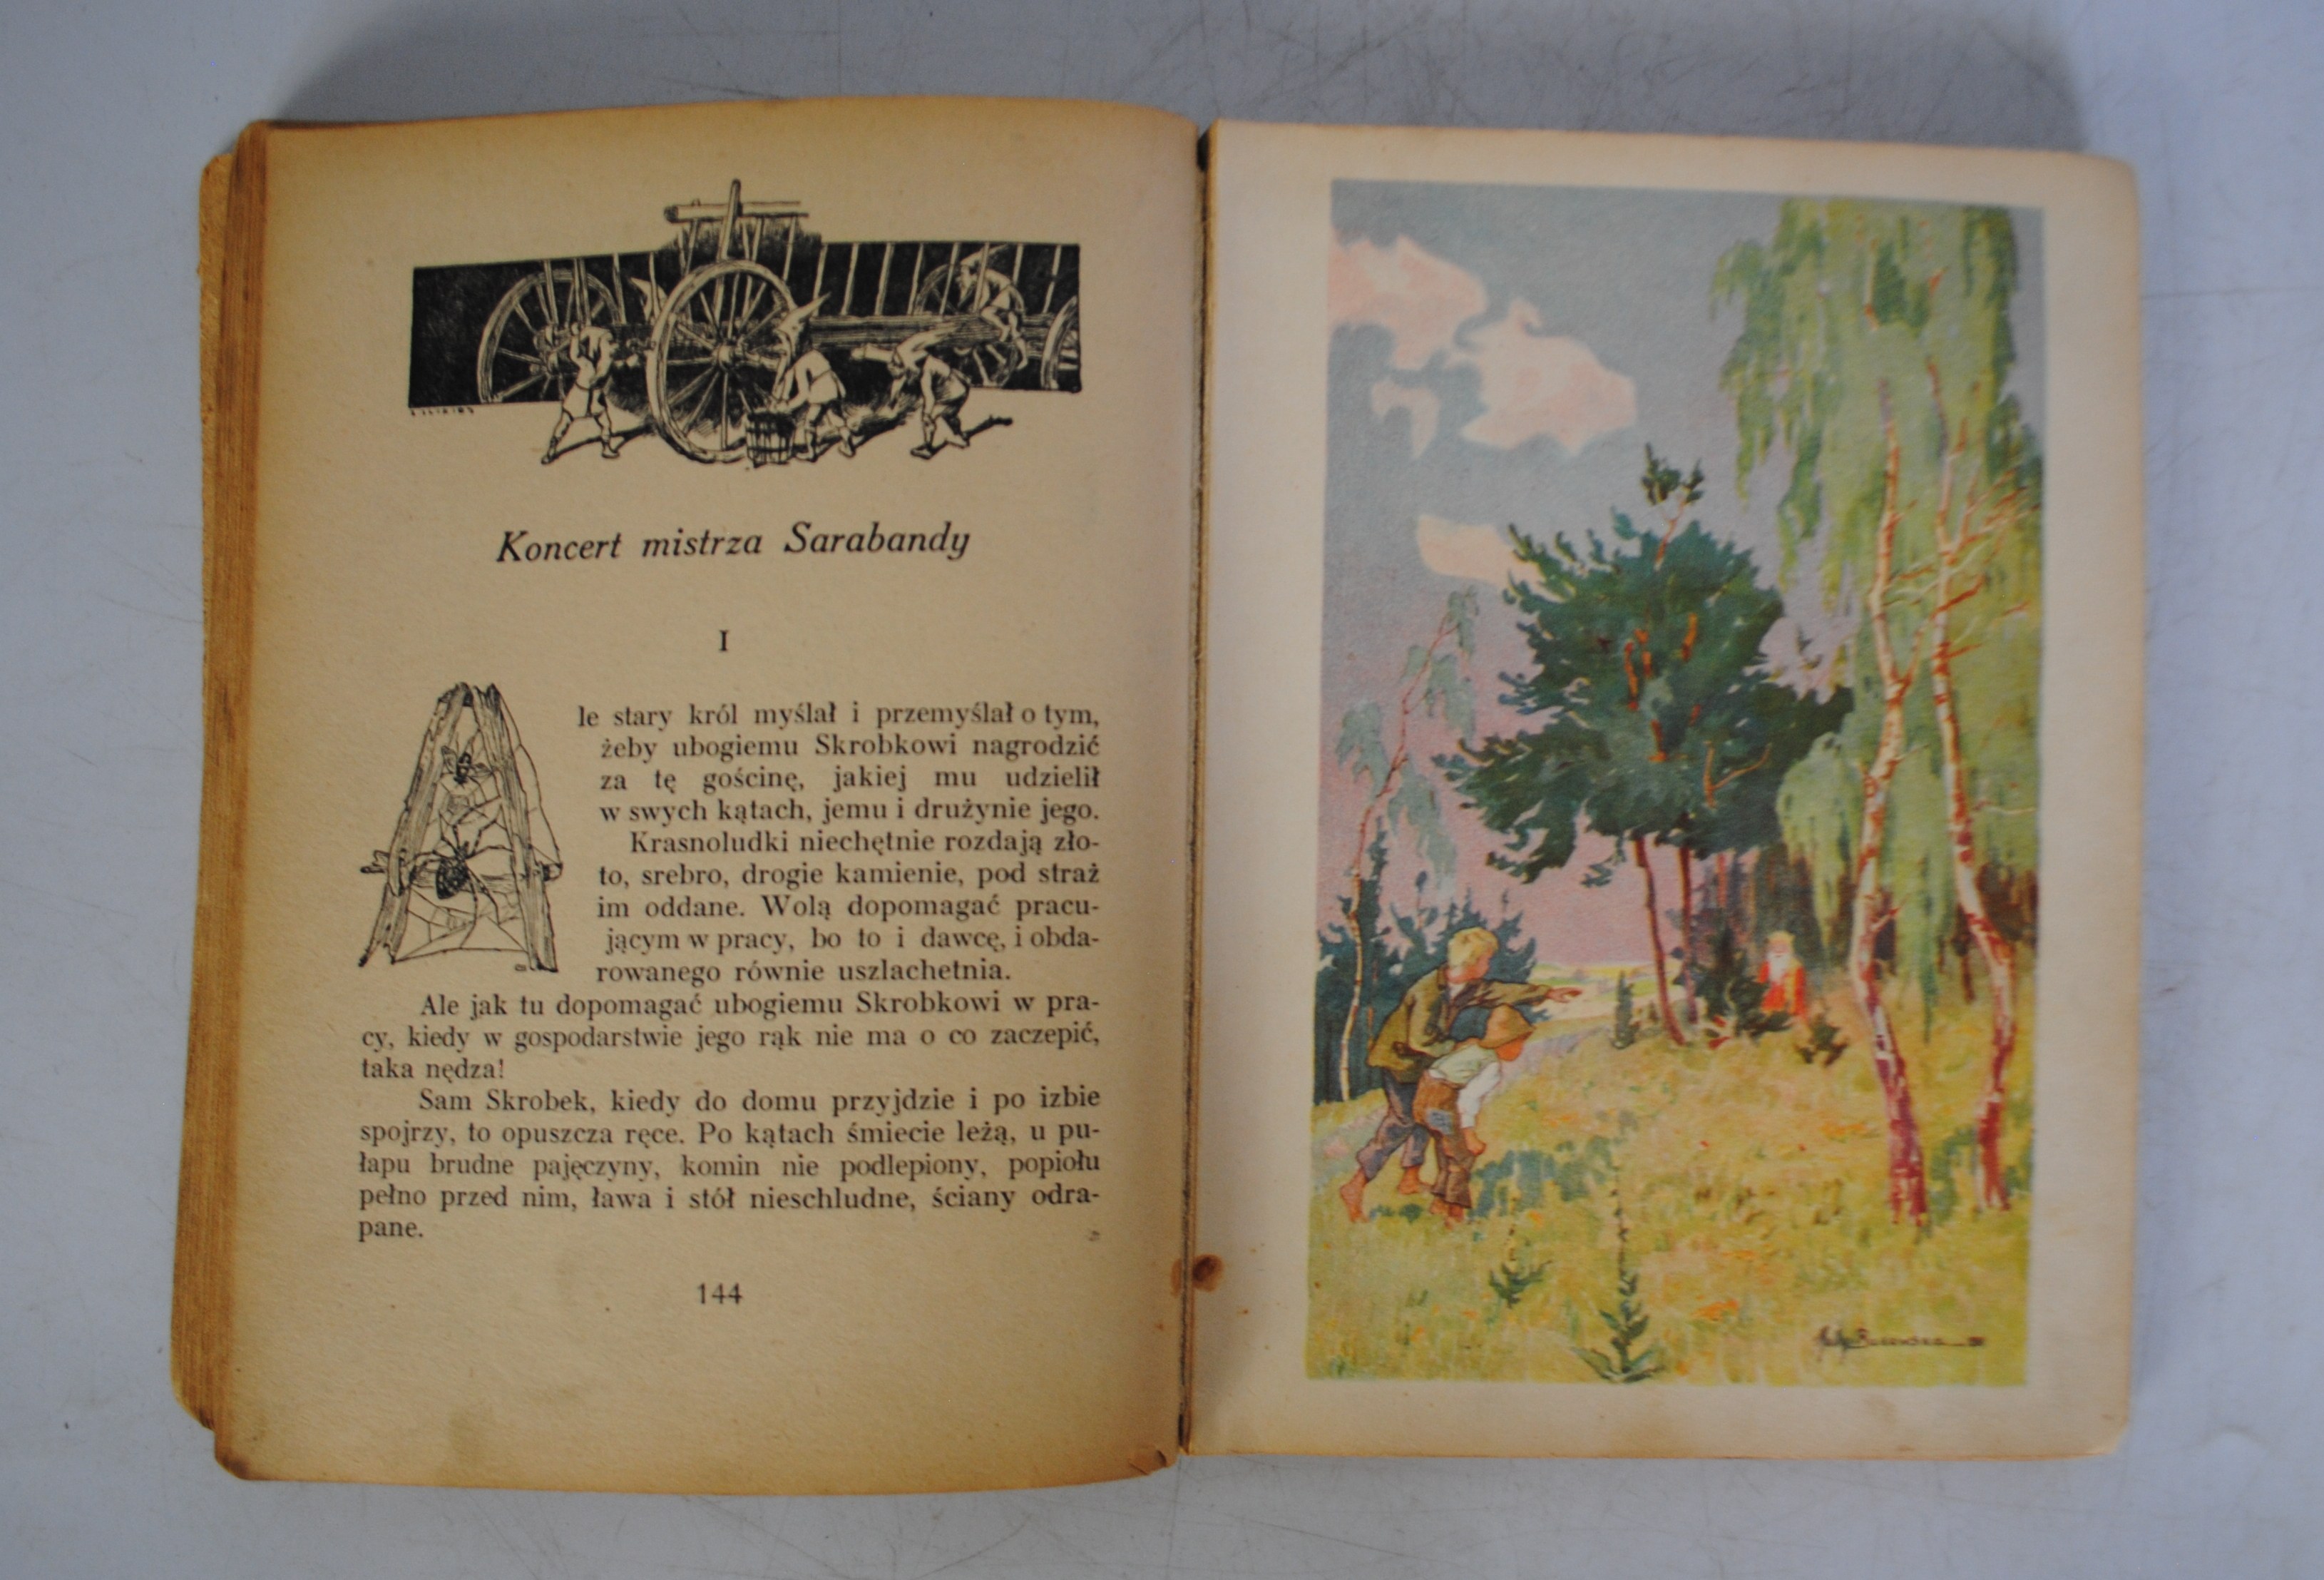 Koncert mistrza Sarabandy
I
Ale stary król myślał i przemyślał o tym,
żeby ubogiemu Skrobkowi nagrodzić
za tę gościnę, jakiej mu udzielił
w swych kątach, jemu i drużynie jego.
Krasnoludki niechętnie rozdają zło-
to, srebro, drogie kamienie, pod straż
im oddane. Wolą dopomagać pracu-
jącym w pracy, bo to i dawcę, i obda-
rowanego równie uszlachetnia.
Ale jak tu dopomagać ubogiemu Skrobkowi w pra-
cy, kiedy w gospodarstwie jego rąk nie ma o co zaczepić,
taka nędza!
Sam Skrobek, kiedy do domu przyjdzie i po izbie
spojrzy, to opuszcza ręce. Po kątach śmiecie leżą, u pu-
łapu brudne pajęczyny, komin nie podlepiony, popiołu
pełno przed nim, ława i stół nieschludne, ściany odra-
pane.
144